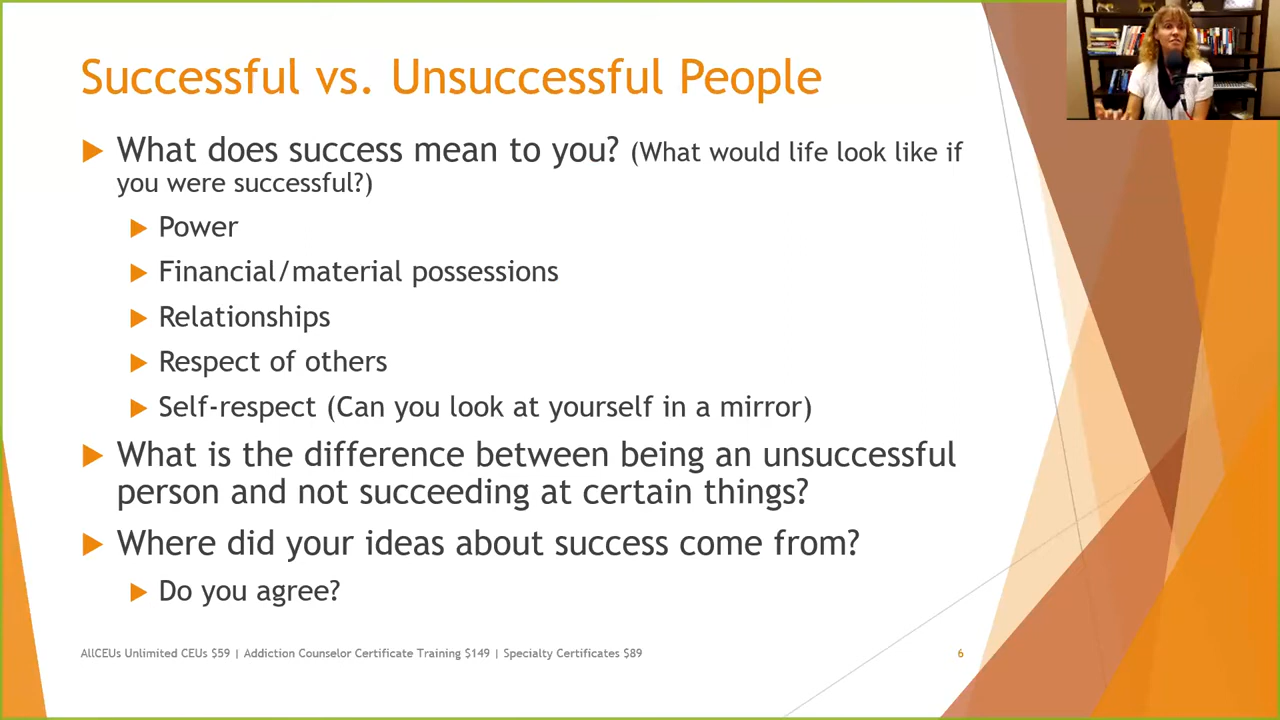 Successful vs. Unsuccessful People
What does success mean to you? (What would life look like if
you were successful?)
Power
Financial/material possessions
Relationships
Respect of others
Self-respect (Can you look at yourself in a mirror)
What is the difference between being an unsuccessful
person and not succeeding at certain things?
Where did your ideas about success come from?
Do you agree?
AllCEUs Unlimited CEUs $59 | Addiction Counselor Certificate Training $149 | Specialty Certificates $89
6